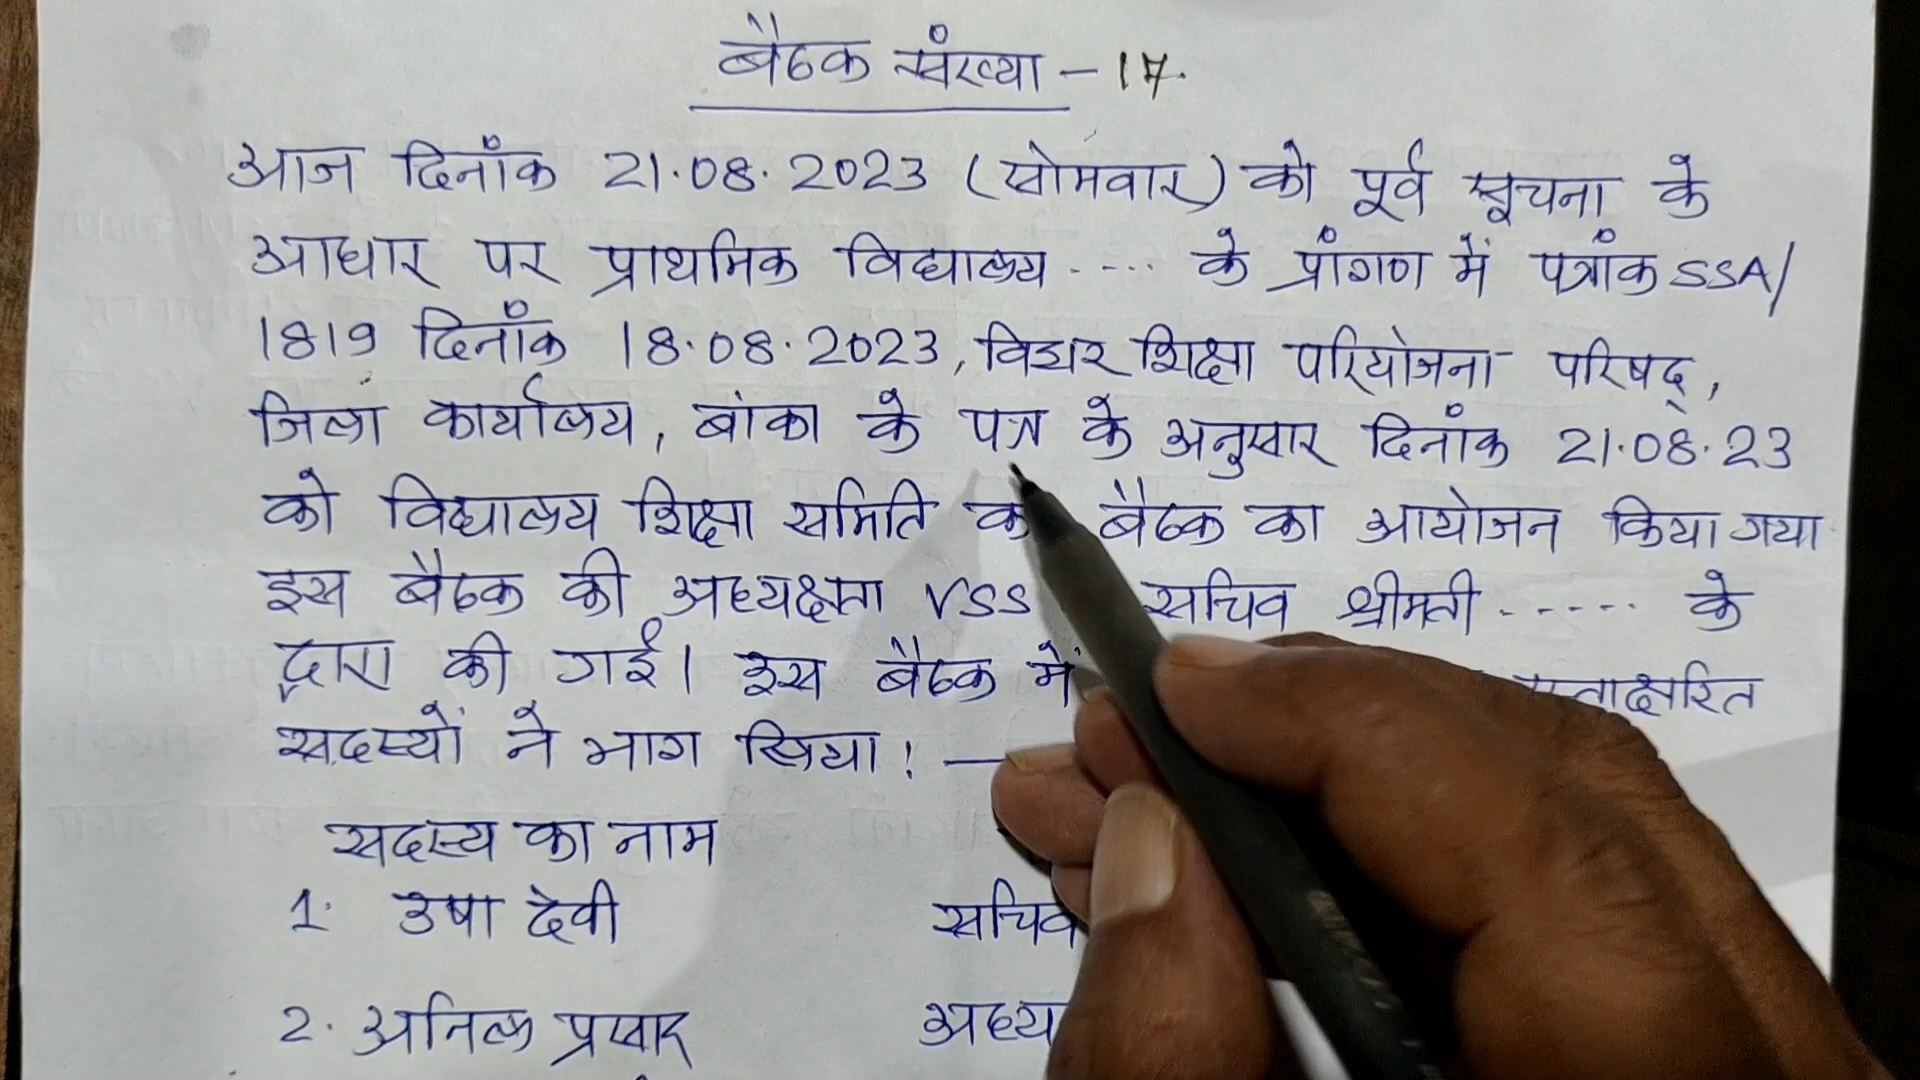 बैठक संख्या - 17.
आज दिनांक 21.08.2023 (सोमवार) को पूर्व सूचना के
आधार पर प्राथमिक विद्यालय .... के प्रांगण में पत्रांक SSA/
1819 दिनांक 18.08.2023, बिहार शिक्षा परियोजना परिषद्,
जिला कार्यालय, बांका के पत्र के अनुसार दिनांक 21.08.23
को विद्यालय शिक्षा समिति बैठक का आयोजन किया गया
इस बैठक की अध्यक्षता VSS सचिव श्रीमती ...... के
द्वारा की गई। इस बैठक में
सदस्यों ने भाग लिया! —
सदस्य का नाम
1. उषा देवी सचिव
2. अनिल प्रसाद